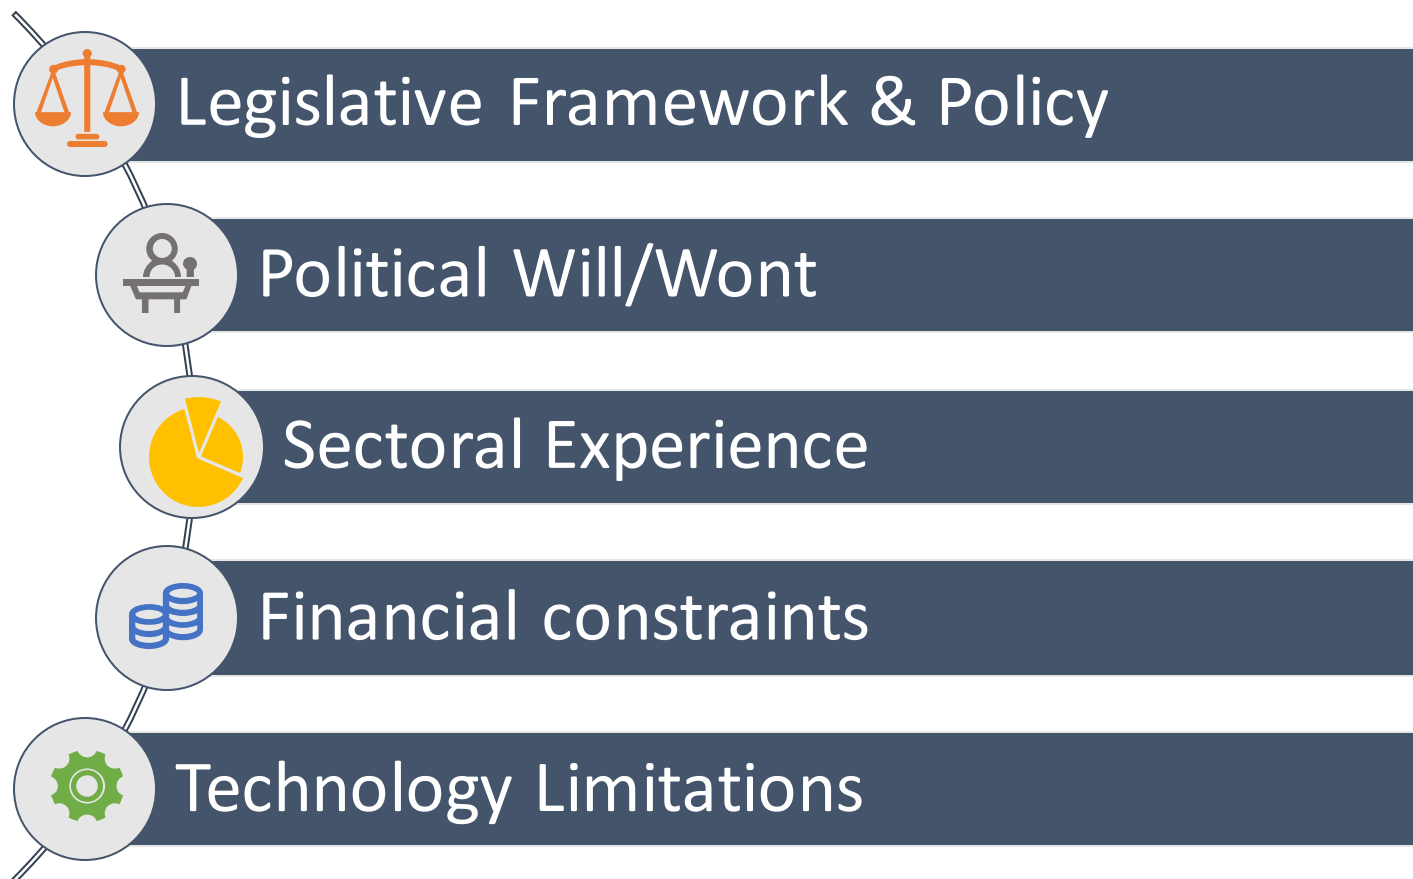 Legislative Framework & Policy
Political Will/Wont
Sectoral Experience
Financial constraints
Technology Limitations